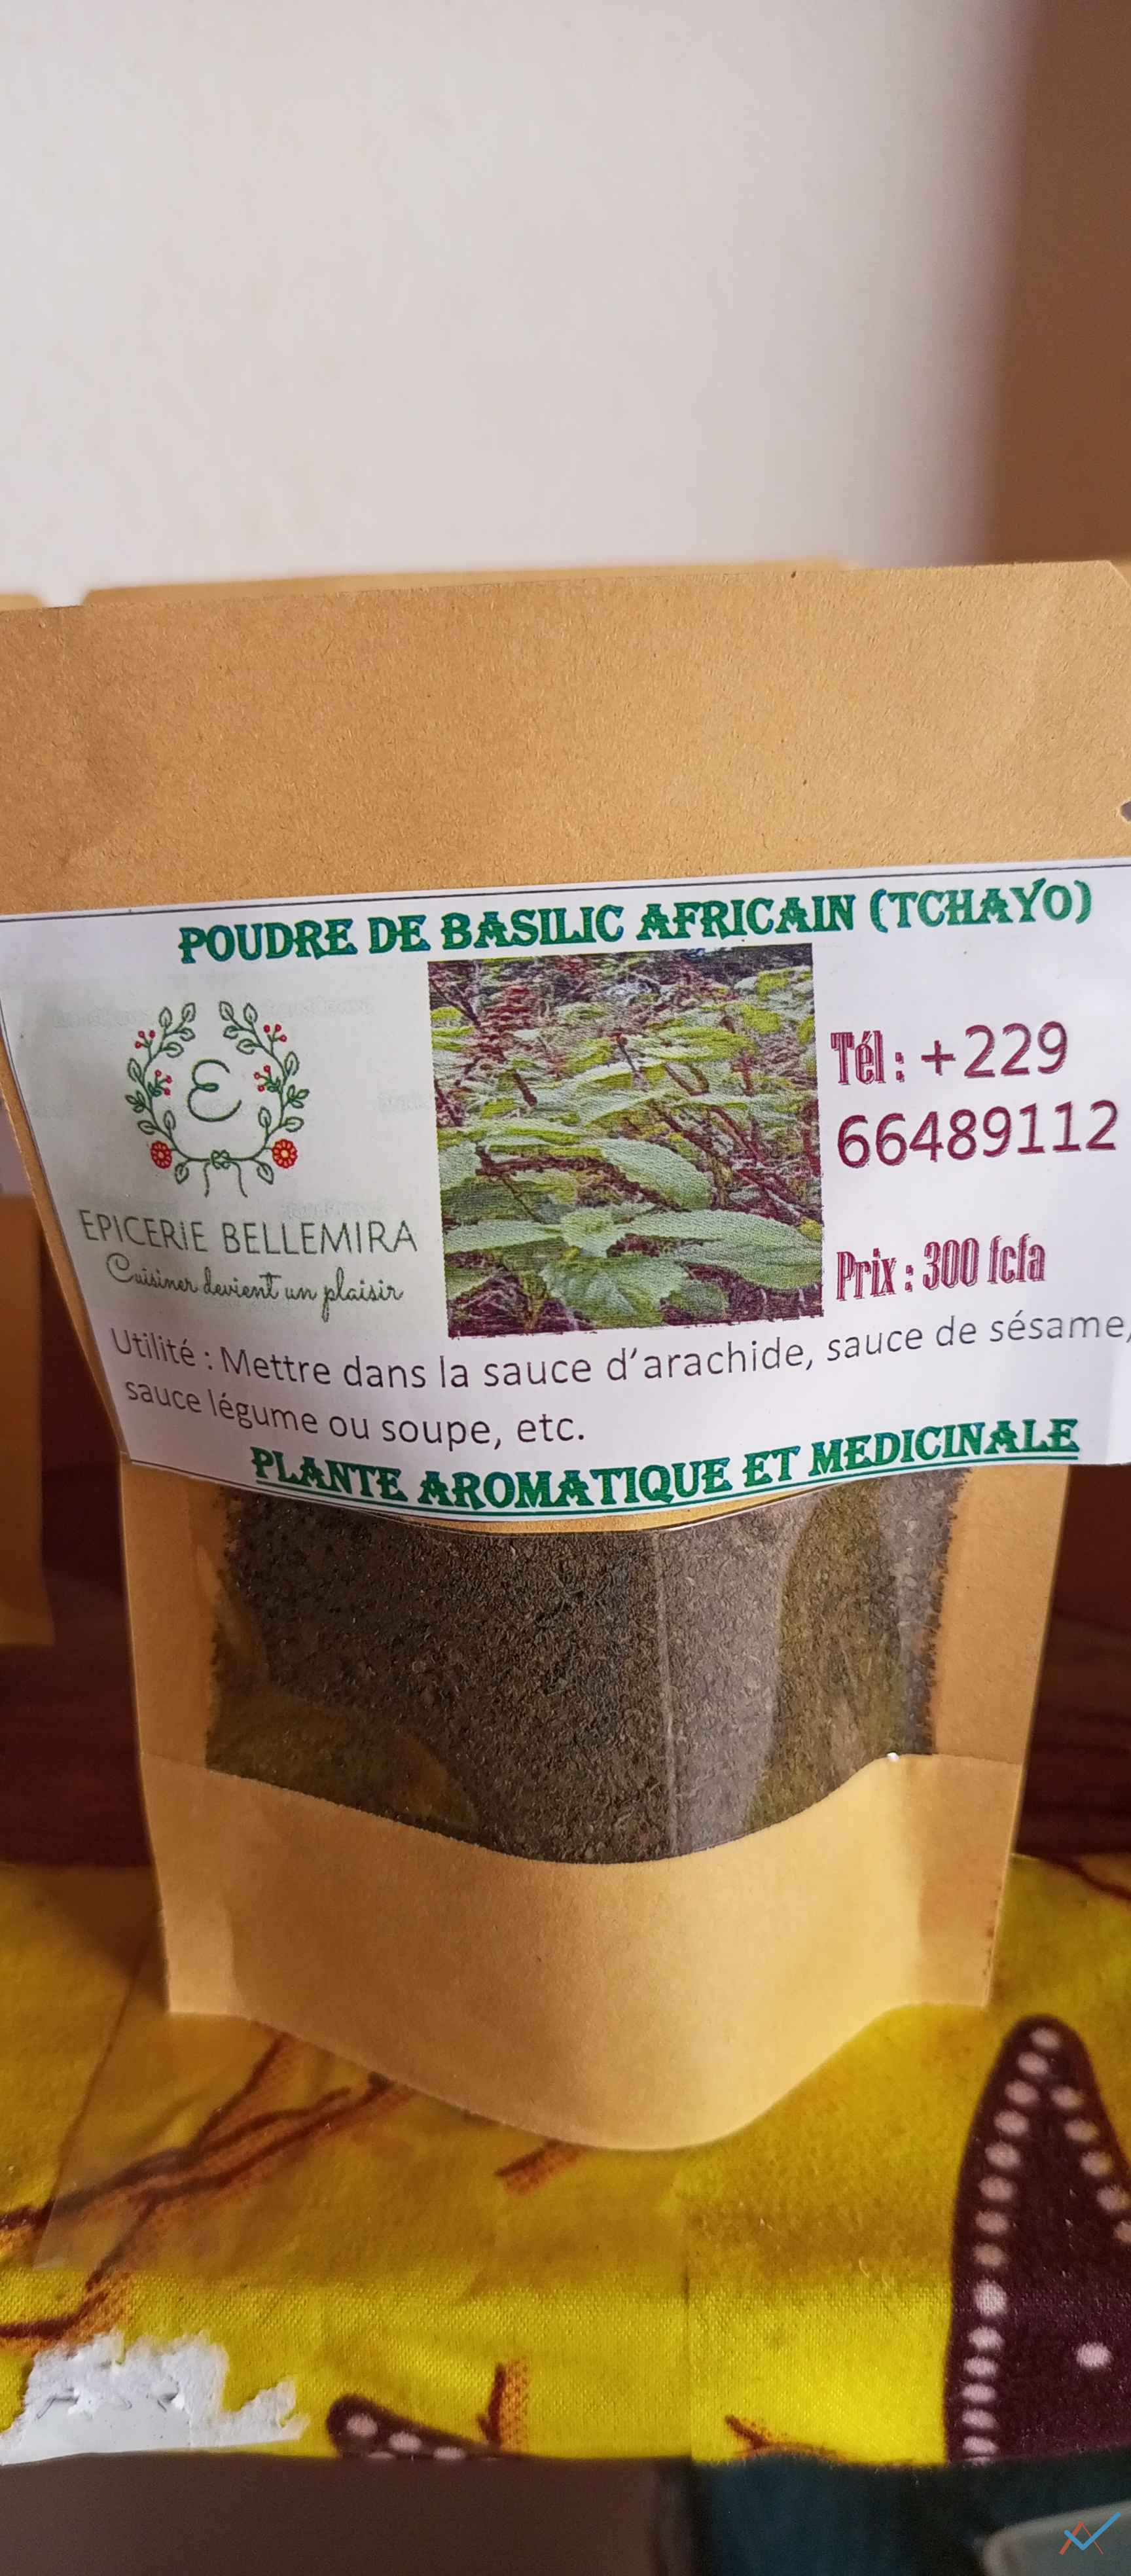 POUDRE DE BASILIC AFRICAIN (TCHAYO)
Ɛ
EPICERIE BELLEMIRA
Cuisiner devient un plaisir
Tél : +229
66489112
Prix : 300 fcfa
Utilité : Mettre dans la sauce d'arachide, sauce de sésame,
sauce légume ou soupe, etc.
PLANTE AROMATIQUE ET MEDICINALE